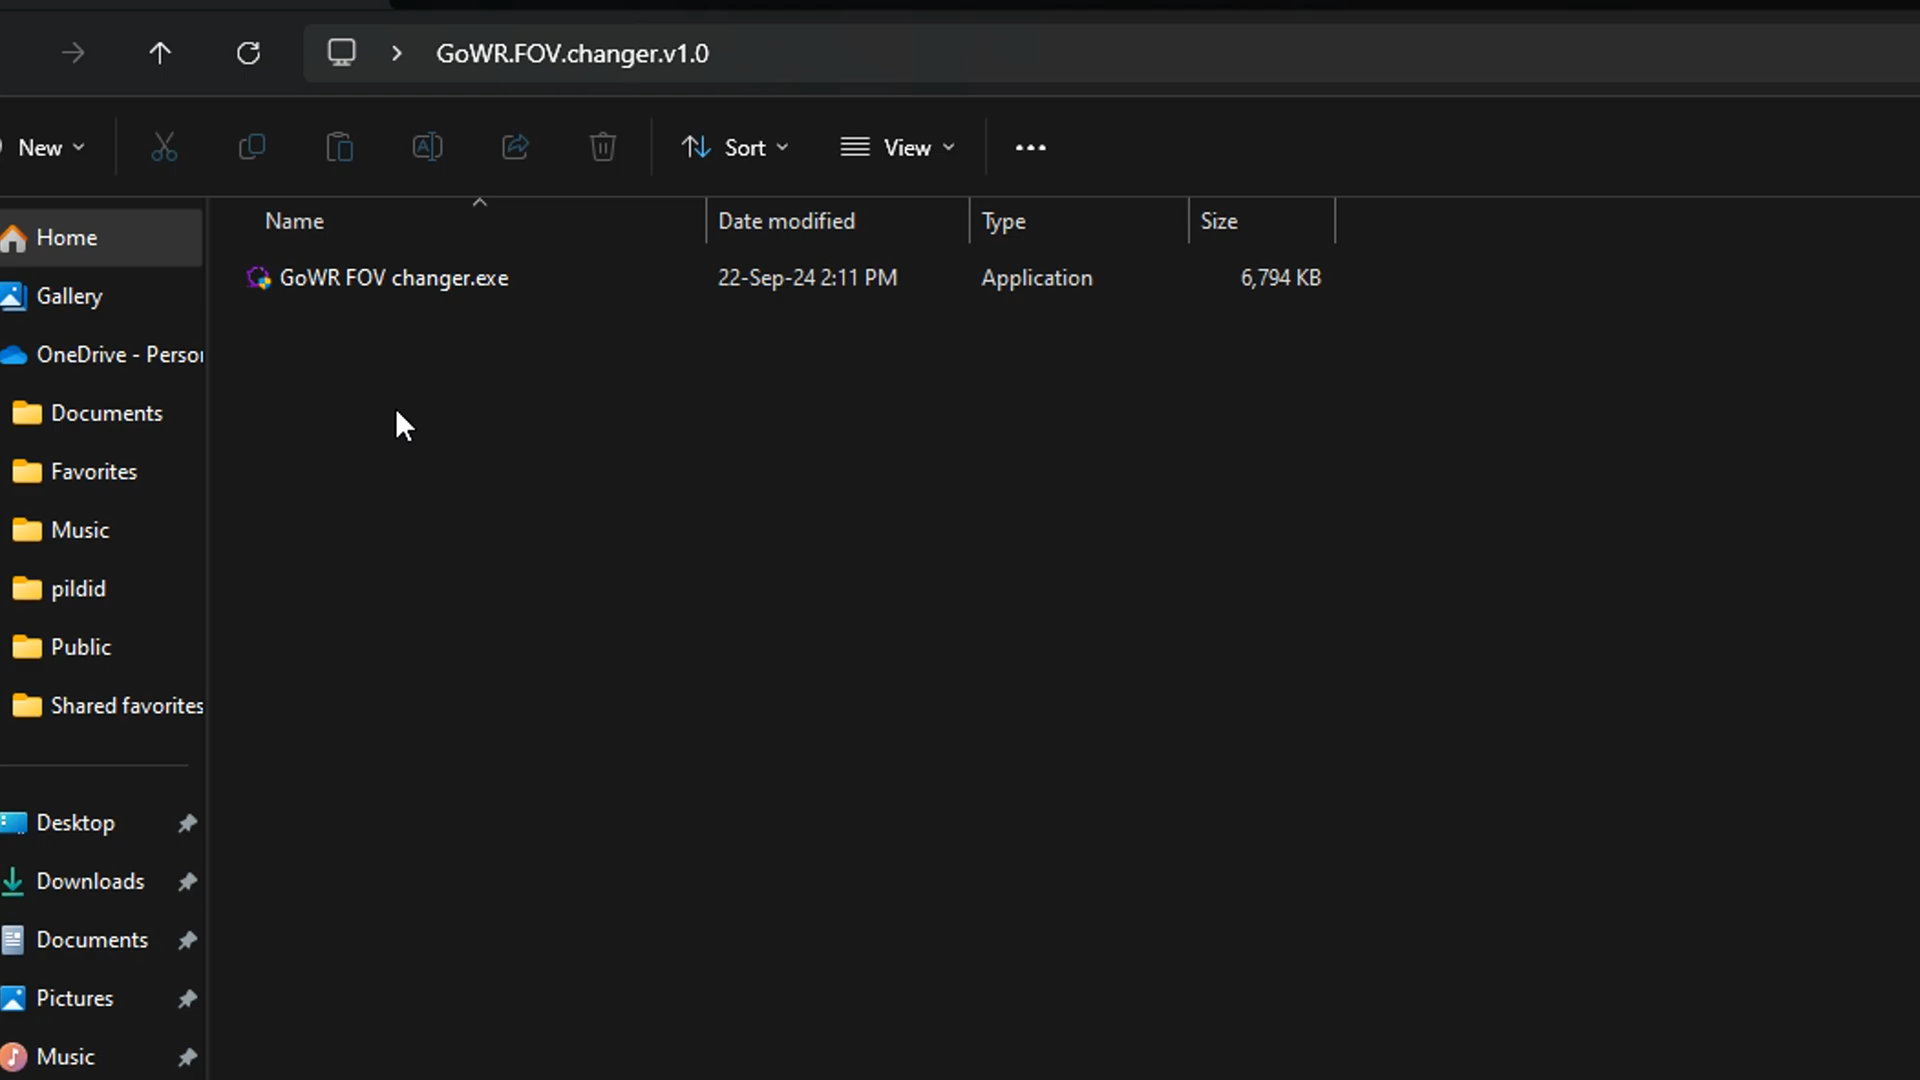 GoWR.FOV.changer.v1.0
New
Sort
View
Name
Date modified
Type
Size
GoWR FOV changer.exe
22-Sep-24 2:11 PM
Application
6,794 KB
Home
Gallery
OneDrive - Person
Documents
Favorites
Music
pildid
Public
Shared favorites
Desktop
Downloads
Documents
Pictures
Music